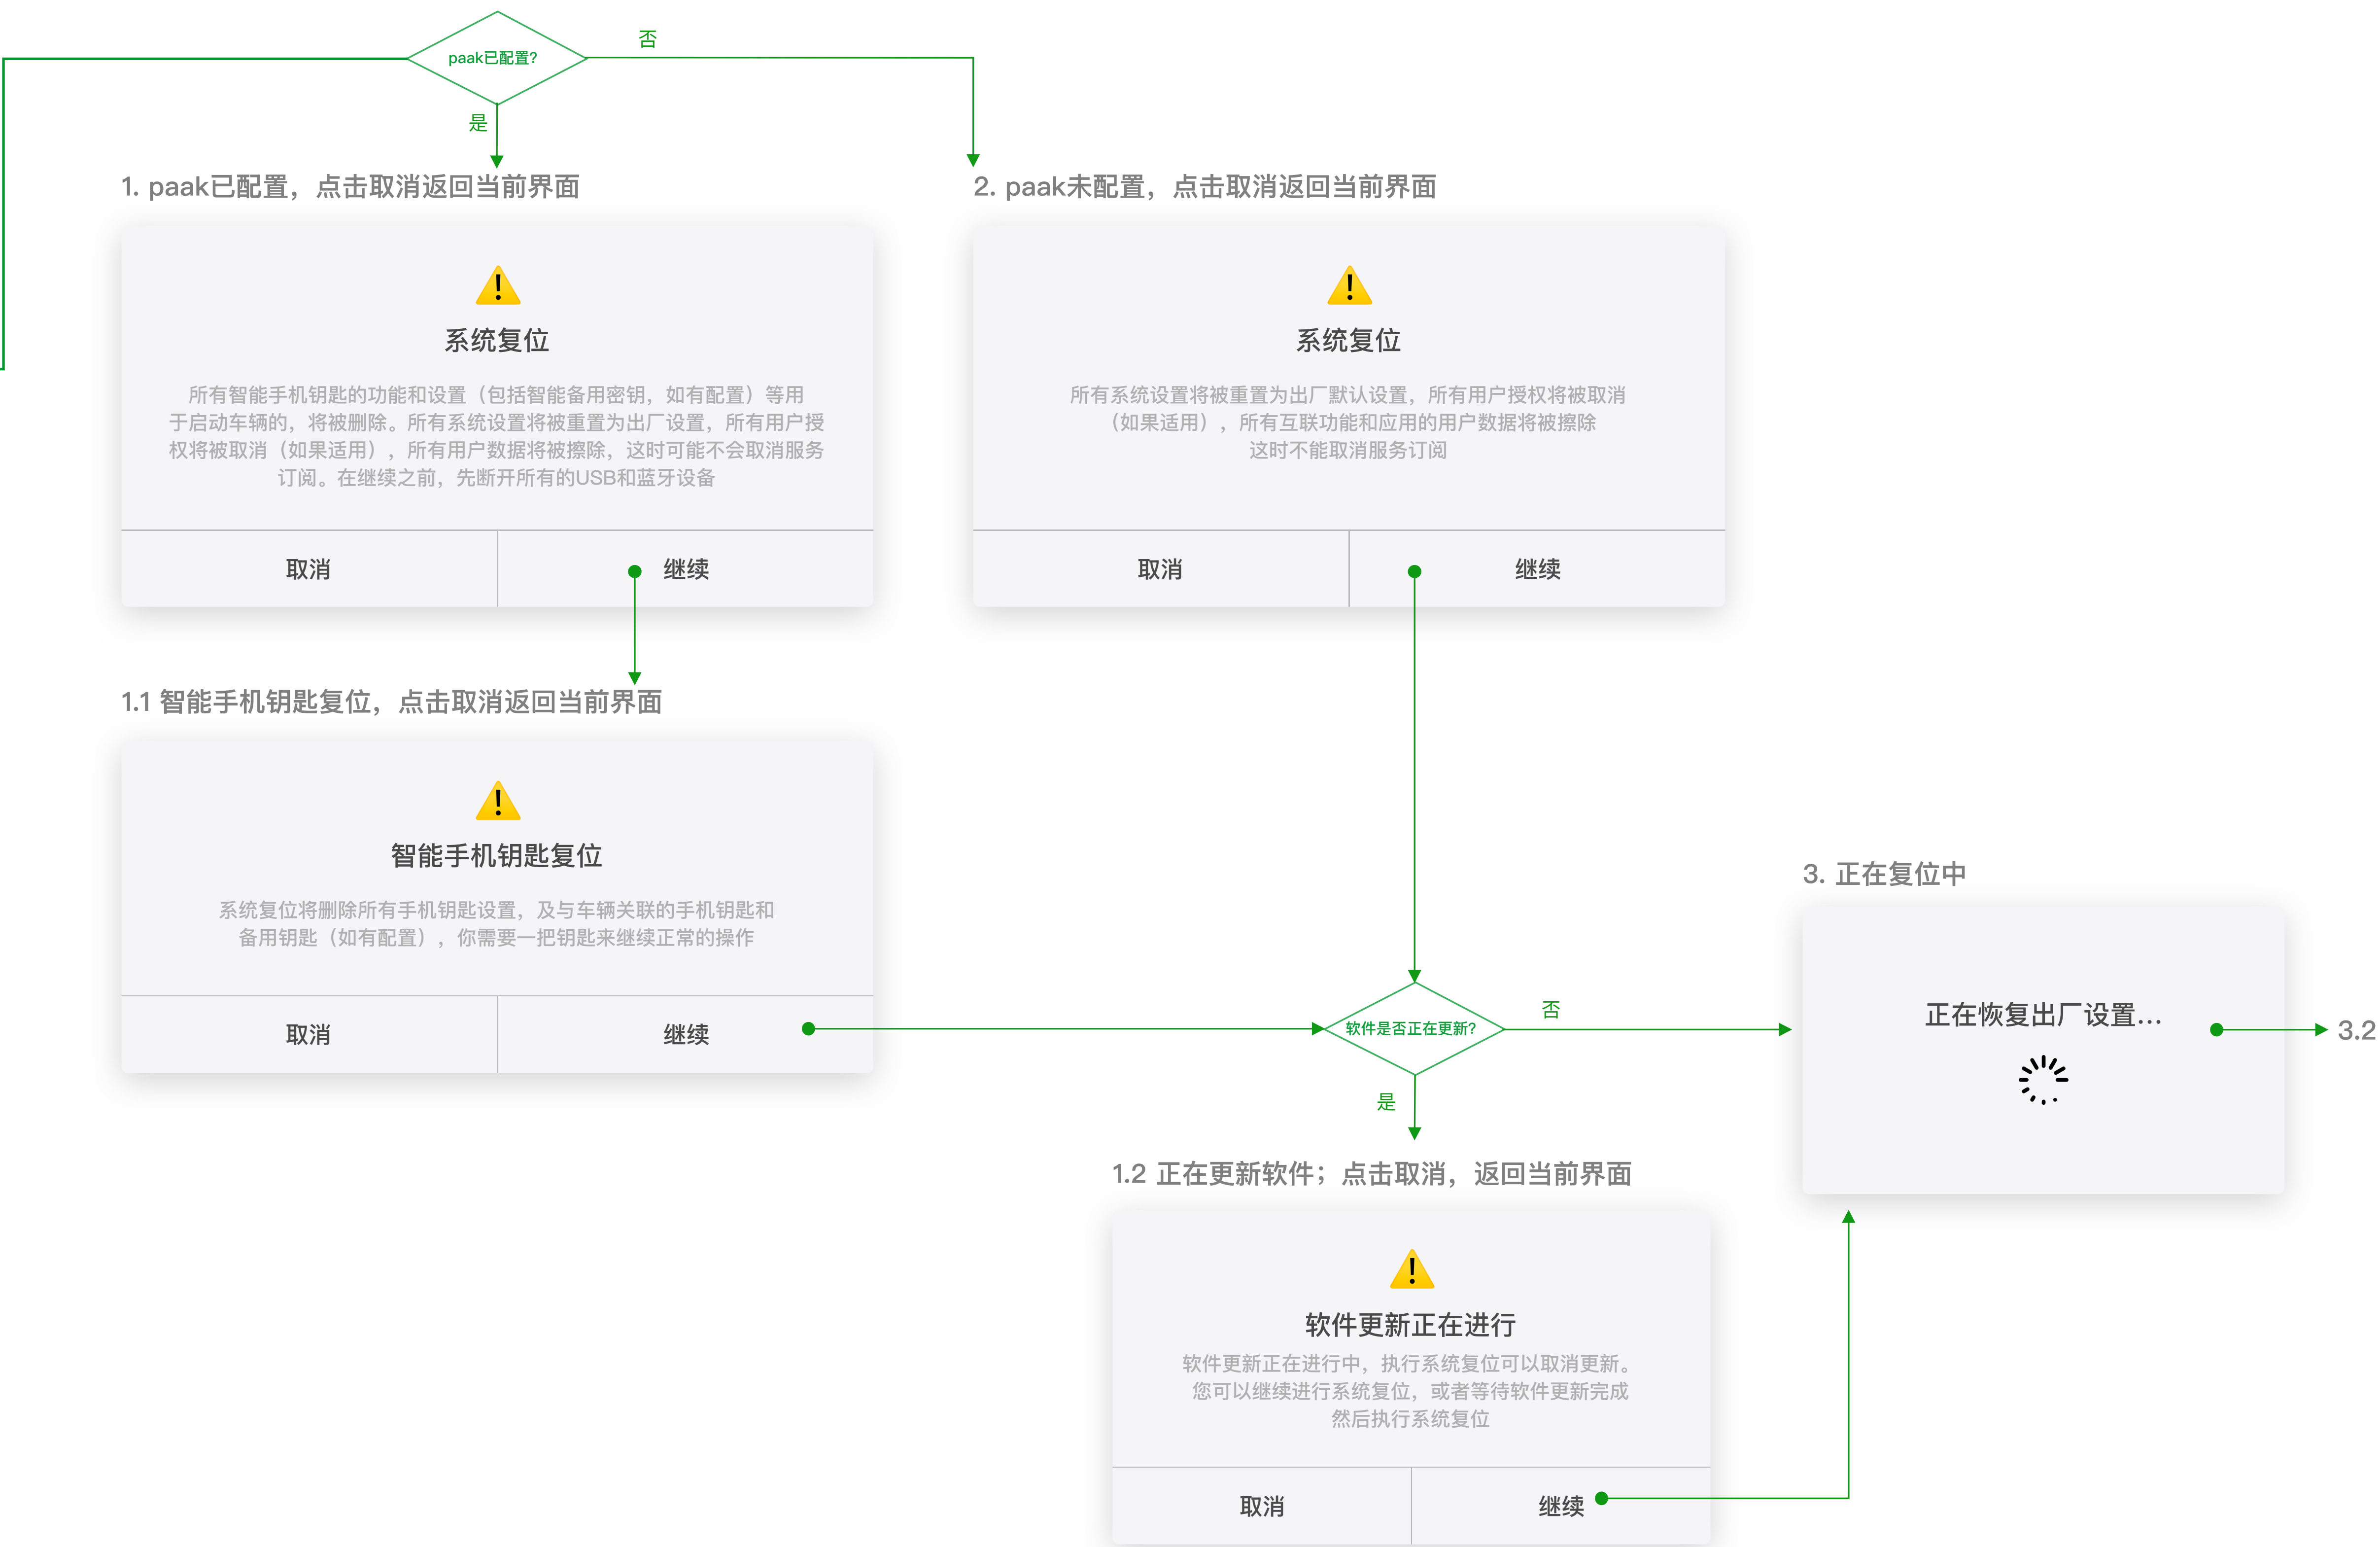 paak已配置?
否
是
1. paak已配置，点击取消返回当前界面
系统复位
所有智能手机钥匙的功能和设置（包括智能备用密钥，如有配置）等用
于启动车辆的，将被删除。所有系统设置将被重置为出厂设置，所有用户授
权将被取消（如果适用），所有用户数据将被擦除，这时可能不会取消服务
订阅。在继续之前，先断开所有的USB和蓝牙设备
取消
继续
2. paak未配置，点击取消返回当前界面
系统复位
所有系统设置将被重置为出厂默认设置，所有用户授权将被取消
（如果适用），所有互联功能和应用的用户数据将被擦除
这时不能取消服务订阅
取消
继续
1.1 智能手机钥匙复位，点击取消返回当前界面
智能手机钥匙复位
系统复位将删除所有手机钥匙设置，及与车辆关联的手机钥匙和
备用钥匙（如有配置），你需要一把钥匙来继续正常的操作
取消
继续
软件是否正在更新?
否
是
3. 正在复位中
正在恢复出厂设置...
3.2
1.2 正在更新软件；点击取消，返回当前界面
软件更新正在进行
软件更新正在进行中，执行系统复位可以取消更新。
您可以继续进行系统复位，或者等待软件更新完成
然后执行系统复位
取消
继续